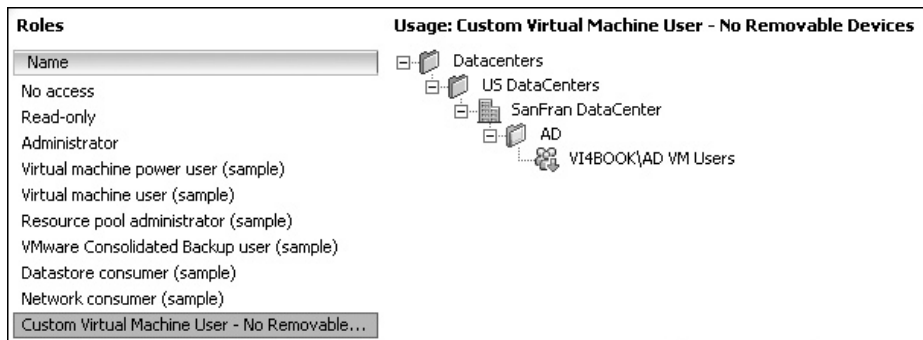 Roles
Name
No access
Read-only
Administrator
Virtual machine power user (sample)
Virtual machine user (sample)
Resource pool administrator (sample)
VMware Consolidated Backup user (sample)
Datastore consumer (sample)
Network consumer (sample)
Custom Virtual Machine User - No Removable...
Usage: Custom Virtual Machine User - No Removable Devices
Datacenters
US DataCenters
SanFran DataCenter
AD
VI4BOOK\AD VM Users